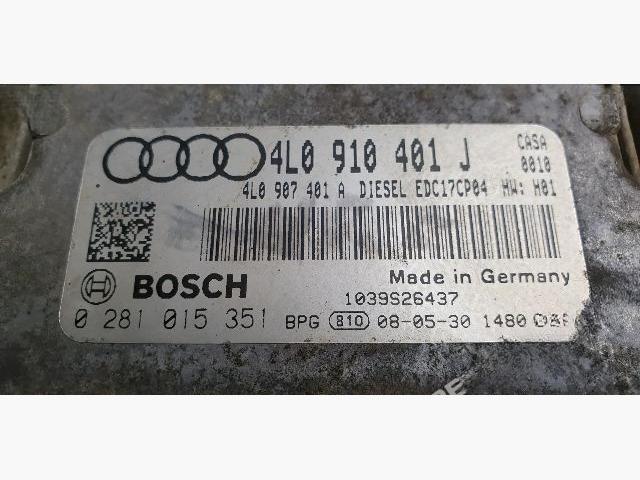 4L0 910 401 J CASA
0010
4L0 907 401 A DIESEL EDC17CP04 HW: H01
BOSCH Made in Germany
1039S26437
0 281 015 351 BPG 810 08-05-30 1480